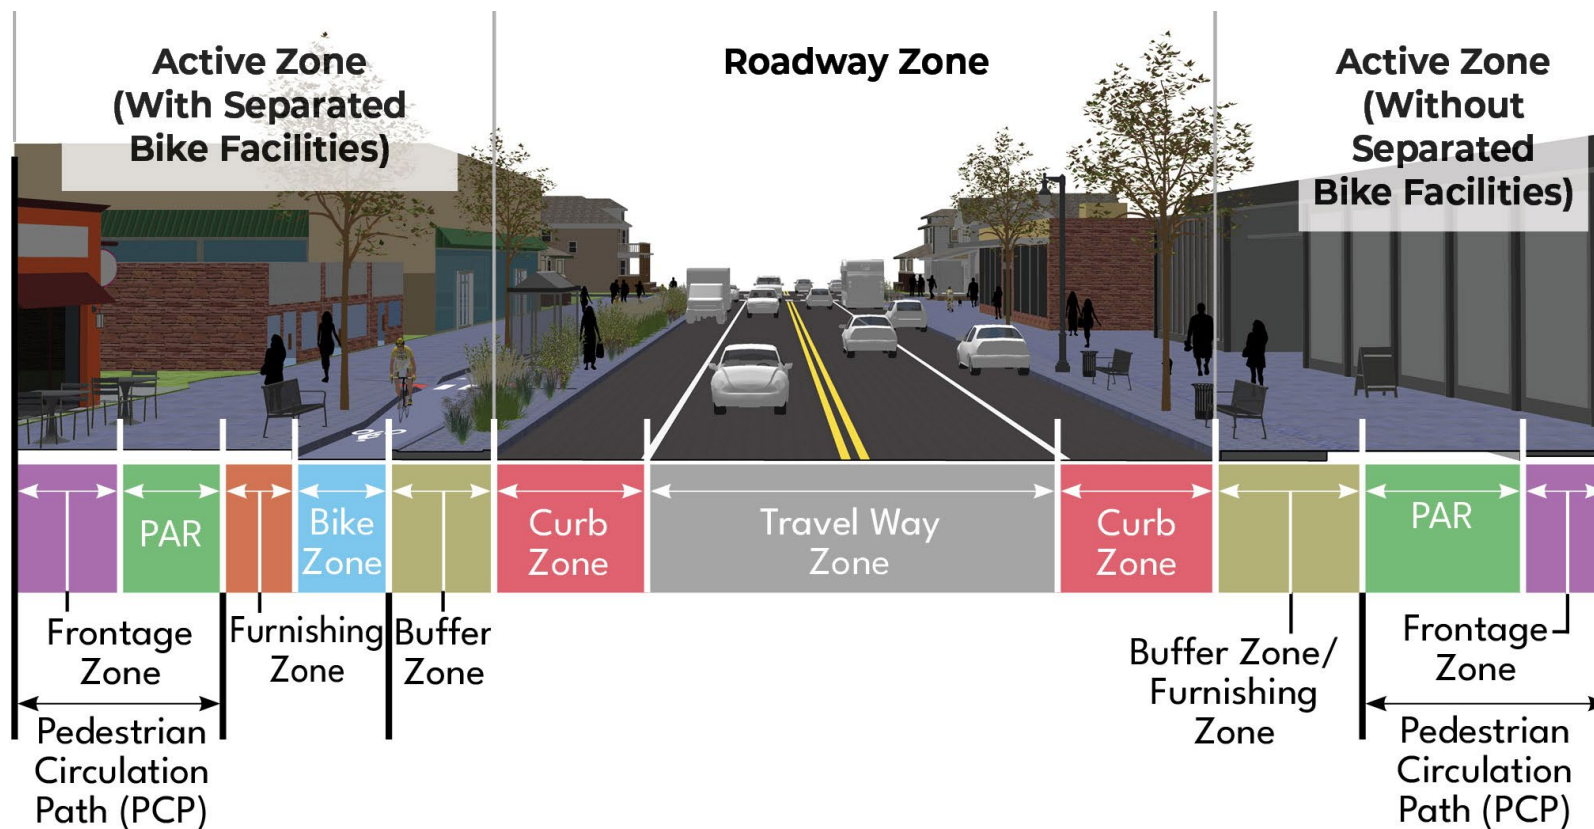 Active Zone
(With Separated
Bike Facilities)
Roadway Zone
Active Zone
(Without
Separated
Bike Facilities)
PAR
Bike
Zone
Curb
Zone
Travel Way
Zone
Curb
Zone
PAR
Frontage
Zone
Furnishing
Zone
Buffer
Zone
Buffer Zone/
Furnishing
Zone
Frontage
Zone
Pedestrian
Circulation
Path (PCP)
Pedestrian
Circulation
Path (PCP)